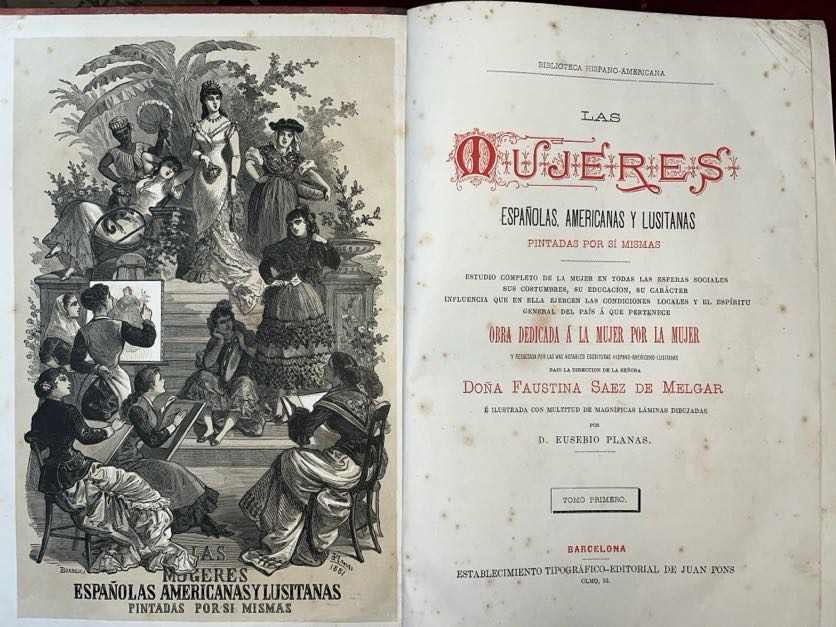 LAS
MUGERES
ESPAÑOLAS AMERICANAS Y LUSITANAS
PINTADAS POR SI MISMAS
Planas
1881
BIBLIOTECA HISPANO-AMERICANA
LAS
MUJERES
ESPAÑOLAS, AMERICANAS Y LUSITANAS
PINTADAS POR SÍ MISMAS
ESTUDIO COMPLETO DE LA MUJER EN TODAS LAS ESFERAS SOCIALES
SUS COSTUMBRES, SU EDUCACION, SU CARÁCTER
INFLUENCIA QUE EN ELLA EJERCEN LAS CONDICIONES LOCALES Y EL ESPÍRITU
GENERAL DEL PAÍS Á QUE PERTENECE
OBRA DEDICADA Á LA MUJER POR LA MUJER
Y REDACTADA POR LAS MAS NOTABLES ESCRITORAS HISPANO-AMERICANO-LUSITANAS
BAJO LA DIRECCION DE LA SEÑORA
DOÑA FAUSTINA SAEZ DE MELGAR
É ILUSTRADA CON MULTITUD DE MAGNÍFICAS LÁMINAS DIBUJADAS
POR
D. EUSEBIO PLANAS.
TOMO PRIMERO.
BARCELONA
ESTABLECIMIENTO TIPOGRÁFICO-EDITORIAL DE JUAN PONS
OLMO, 33.